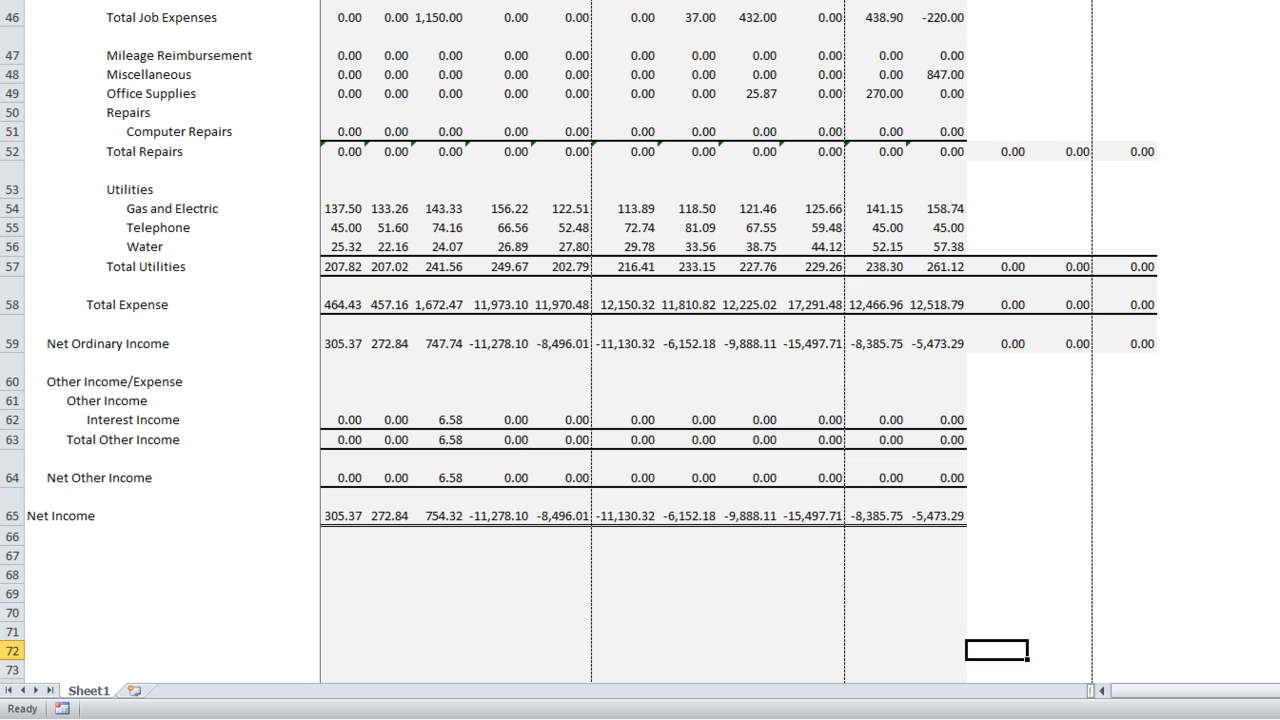 46 Total Job Expenses 0.00 0.00 1,150.00 0.00 0.00 0.00 37.00 432.00 0.00 438.90 -220.00
47 Mileage Reimbursement 0.00 0.00 0.00 0.00 0.00 0.00 0.00 0.00 0.00 0.00 0.00
48 Miscellaneous 0.00 0.00 0.00 0.00 0.00 0.00 0.00 0.00 0.00 0.00 847.00
49 Office Supplies 0.00 0.00 0.00 0.00 0.00 0.00 0.00 25.87 0.00 270.00 0.00
50 Repairs
51 Computer Repairs 0.00 0.00 0.00 0.00 0.00 0.00 0.00 0.00 0.00 0.00 0.00
52 Total Repairs 0.00 0.00 0.00 0.00 0.00 0.00 0.00 0.00 0.00 0.00 0.00 0.00 0.00 0.00
53 Utilities
54 Gas and Electric 137.50 133.26 143.33 156.22 122.51 113.89 118.50 121.46 125.66 141.15 158.74
55 Telephone 45.00 51.60 74.16 66.56 52.48 72.74 81.09 67.55 59.48 45.00 45.00
56 Water 25.32 22.16 24.07 26.89 27.80 29.78 33.56 38.75 44.12 52.15 57.38
57 Total Utilities 207.82 207.02 241.56 249.67 202.79 216.41 233.15 227.76 229.26 238.30 261.12 0.00 0.00 0.00
58 Total Expense 464.43 457.16 1,672.47 11,973.10 11,970.48 12,150.32 11,810.82 12,225.02 17,291.48 12,466.96 12,518.79 0.00 0.00 0.00
59 Net Ordinary Income 305.37 272.84 747.74 -11,278.10 -8,496.01 -11,130.32 -6,152.18 -9,888.11 -15,497.71 -8,385.75 -5,473.29 0.00 0.00 0.00
60 Other Income/Expense
61 Other Income
62 Interest Income 0.00 0.00 6.58 0.00 0.00 0.00 0.00 0.00 0.00 0.00 0.00
63 Total Other Income 0.00 0.00 6.58 0.00 0.00 0.00 0.00 0.00 0.00 0.00 0.00
64 Net Other Income 0.00 0.00 6.58 0.00 0.00 0.00 0.00 0.00 0.00 0.00 0.00
65 Net Income 305.37 272.84 754.32 -11,278.10 -8,496.01 -11,130.32 -6,152.18 -9,888.11 -15,497.71 -8,385.75 -5,473.29
66
67
68
69
70
71
72
73
Sheet1
Ready